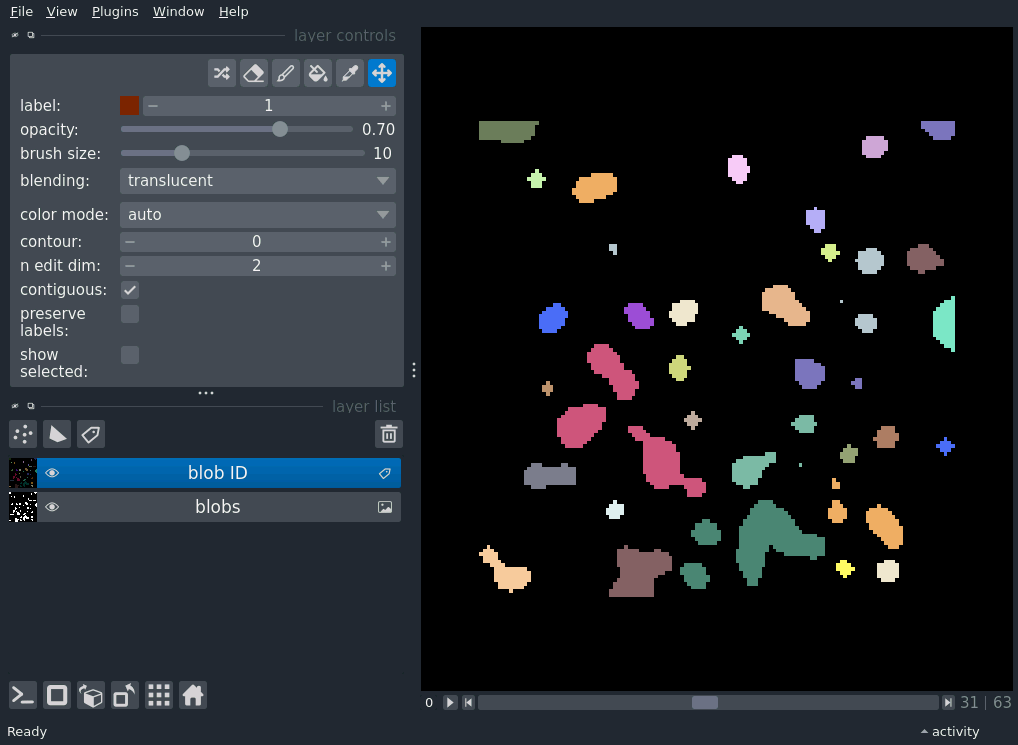 File View Plugins Window Help
layer controls
label: 1
opacity: 0.70
brush size: 10
blending: translucent
color mode: auto
contour: 0
n edit dim: 2
contiguous:
preserve
labels:
show
selected:
layer list
blob ID
blobs
0 31 | 63
Ready activity